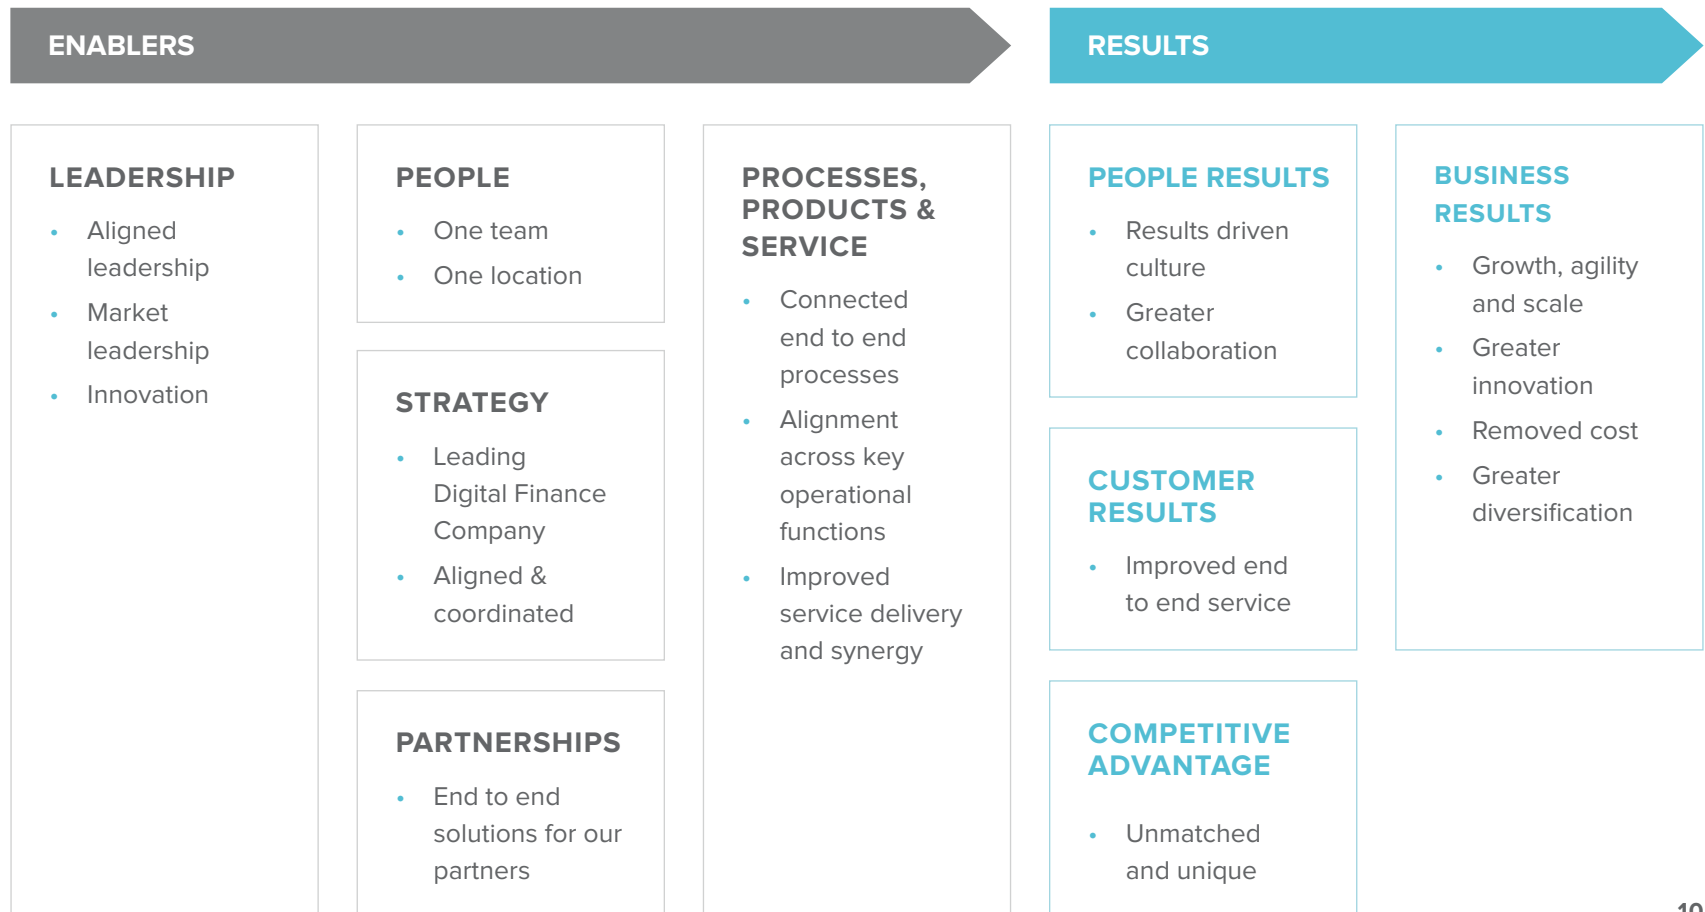 ENABLERS
LEADERSHIP
• Aligned
leadership
• Market
leadership
• Innovation
PEOPLE
• One team
• One location
STRATEGY
• Leading
Digital Finance
Company
• Aligned &
coordinated
PARTNERSHIPS
• End to end
solutions for our
partners
PROCESSES,
PRODUCTS &
SERVICE
• Connected
end to end
processes
• Alignment
across key
operational
functions
• Improved
service delivery
and synergy
RESULTS
PEOPLE RESULTS
• Results driven
culture
• Greater
collaboration
CUSTOMER
RESULTS
• Improved end
to end service
COMPETITIVE
ADVANTAGE
• Unmatched
and unique
BUSINESS
RESULTS
• Growth, agility
and scale
• Greater
innovation
• Removed cost
• Greater
diversification